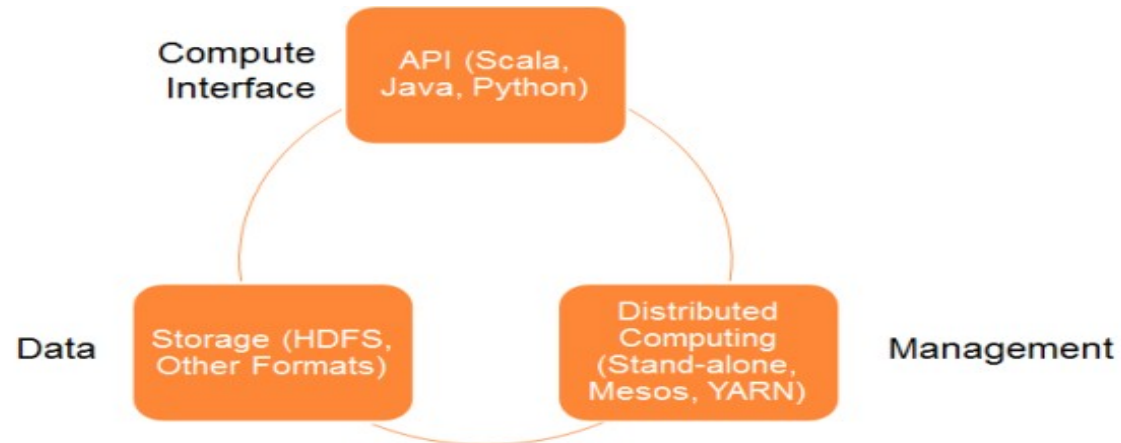 Compute
Interface
API (Scala,
Java, Python)
Data
Storage (HDFS,
Other Formats)
Distributed
Computing
(Stand-alone,
Mesos, YARN)
Management